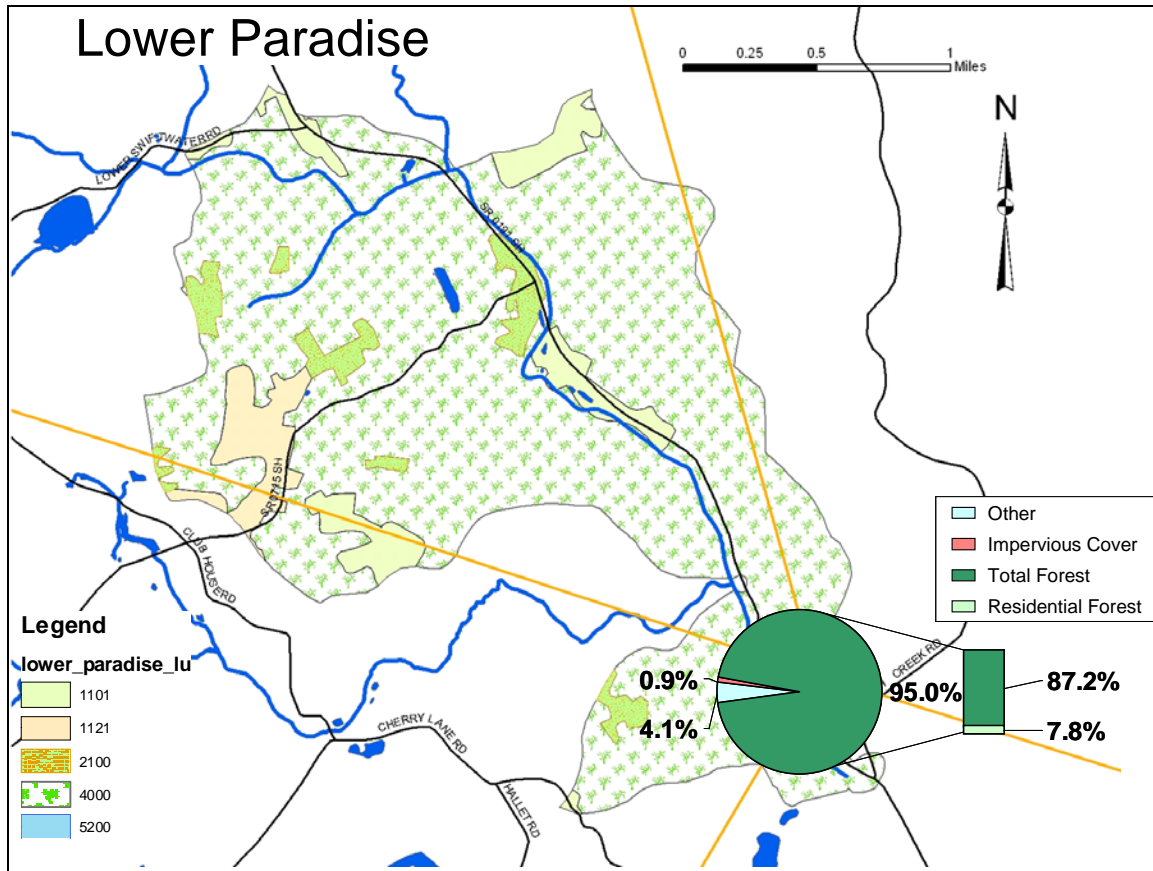 Lower Paradise
0 0.25 0.5 1
Miles
N
LOWER SWIFTWATER RD
SR 0191 SH
SR 0715 SH
CLUB HOUSE RD
CHERRY LANE RD
HALLET RD
CREEK RD
Other
Impervious Cover
Total Forest
Residential Forest
0.9%
4.1%
95.0%
87.2%
7.8%
Legend
lower_paradise_lu
1101
1121
2100
4000
5200